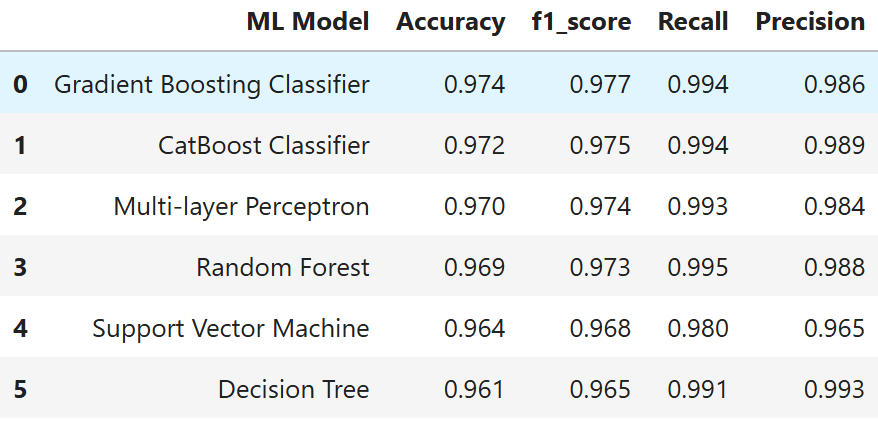 ML Model Accuracy f1_score Recall Precision
0 Gradient Boosting Classifier 0.974 0.977 0.994 0.986
1 CatBoost Classifier 0.972 0.975 0.994 0.989
2 Multi-layer Perceptron 0.970 0.974 0.993 0.984
3 Random Forest 0.969 0.973 0.995 0.988
4 Support Vector Machine 0.964 0.968 0.980 0.965
5 Decision Tree 0.961 0.965 0.991 0.993